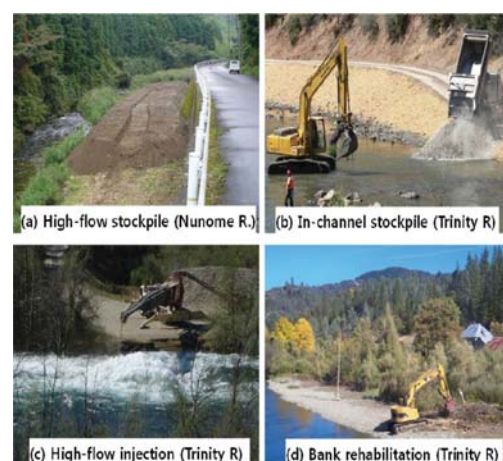 (a) High-flow stockpile (Nunome R.)
(b) In-channel stockpile (Trinity R)
(c) High-flow injection (Trinity R)
(d) Bank rehabilitation (Trinity R)